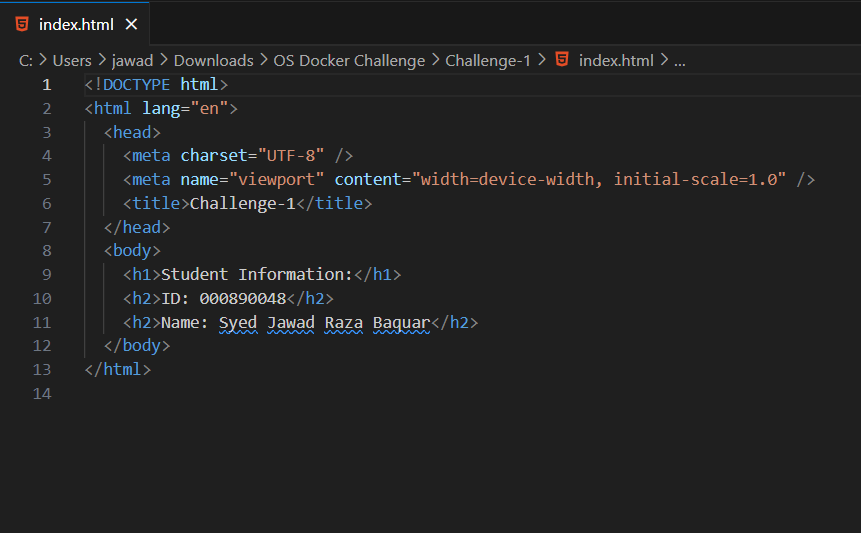 index.html
C: > Users > jawad > Downloads > OS Docker Challenge > Challenge-1 > index.html > ...
1 <!DOCTYPE html>
2 <html lang="en">
3   <head>
4     <meta charset="UTF-8" />
5     <meta name="viewport" content="width=device-width, initial-scale=1.0" />
6     <title>Challenge-1</title>
7   </head>
8   <body>
9     <h1>Student Information:</h1>
10     <h2>ID: 000890048</h2>
11     <h2>Name: Syed Jawad Raza Baquar</h2>
12   </body>
13 </html>
14